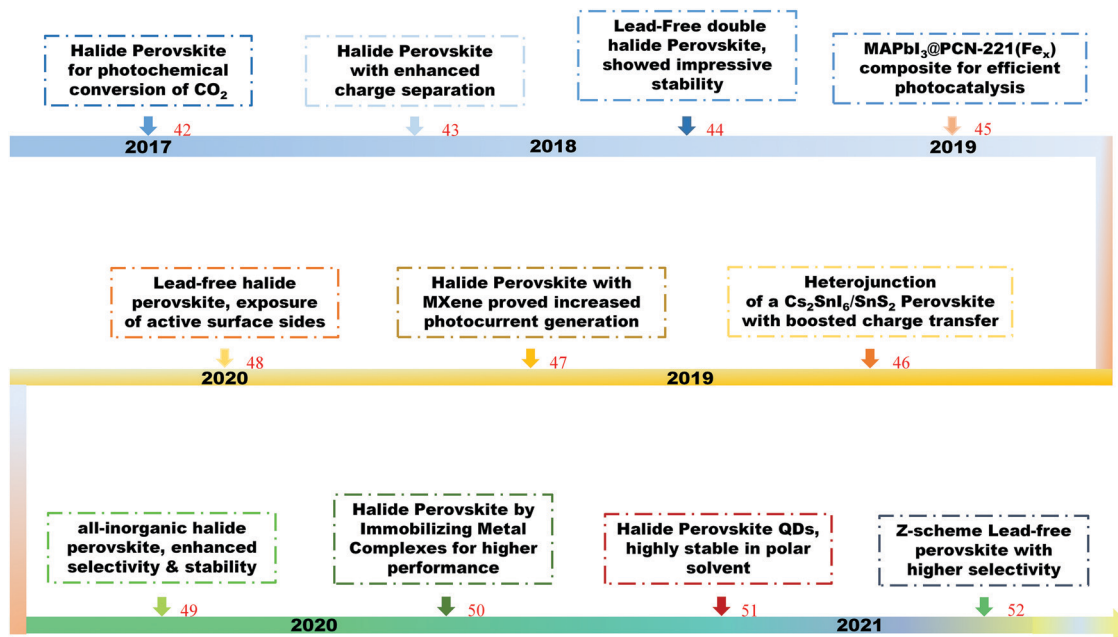 Halide Perovskite
for photochemical
conversion of CO₂
42
Halide Perovskite
with enhanced
charge separation
43
Lead-Free double
halide Perovskite,
showed impressive
stability
44
MAPbI₃@PCN-221(Feₓ)
composite for efficient
photocatalysis
45
2017
2018
2019
Lead-free halide
perovskite, exposure
of active surface sides
48
Halide Perovskite with
MXene proved increased
photocurrent generation
47
Heterojunction
of a Cs₂SnI₆/SnS₂ Perovskite
with boosted charge transfer
46
2020
2019
all-inorganic halide
perovskite, enhanced
selectivity & stability
49
Halide Perovskite by
Immobilizing Metal
Complexes for higher
performance
50
Halide Perovskite QDs,
highly stable in polar
solvent
51
Z-scheme Lead-free
perovskite with
higher selectivity
52
2020
2021